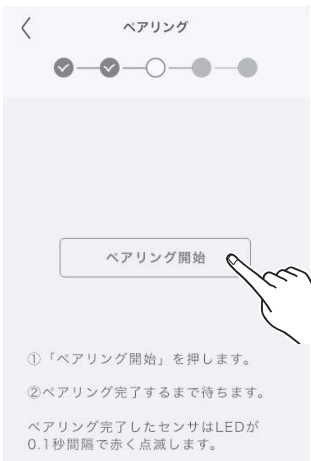 ペアリング
ペアリング開始
①「ペアリング開始」を押します。
②ペアリング完了するまで待ちます。
ペアリング完了したセンサはLEDが
0.1秒間隔で赤く点滅します。